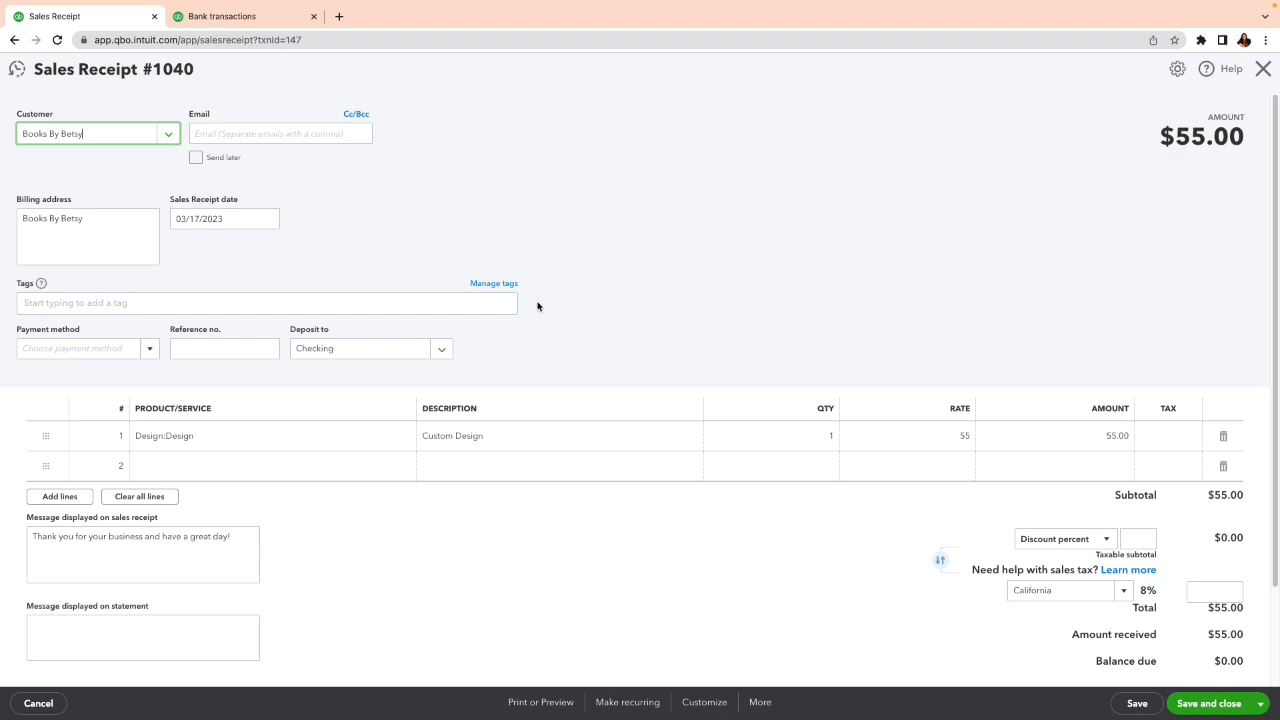 Sales Receipt
Bank transactions
app.qbo.intuit.com/app/salesreceipt?txnId=147
Sales Receipt #1040
Help
Customer
Email
Cc/Bcc
Books By Betsy
Email (Separate emails with a comma)
Send later
AMOUNT
$55.00
Billing address
Sales Receipt date
Books By Betsy
03/17/2023
Tags
Manage tags
Start typing to add a tag
Payment method
Reference no.
Deposit to
Choose payment method
Checking
# PRODUCT/SERVICE DESCRIPTION QTY RATE AMOUNT TAX
1 Design:Design Custom Design 1 55 55.00
2
Add lines
Clear all lines
Subtotal $55.00
Message displayed on sales receipt
Thank you for your business and have a great day!
Discount percent
$0.00
Taxable subtotal
Need help with sales tax? Learn more
California
8%
Total $55.00
Message displayed on statement
Amount received $55.00
Balance due $0.00
Cancel
Print or Preview
Make recurring
Customize
More
Save
Save and close